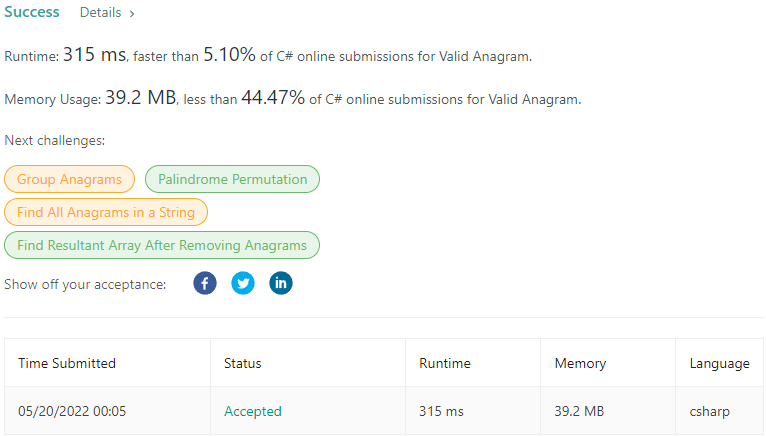 Success Details >
Runtime: 315 ms, faster than 5.10% of C# online submissions for Valid Anagram.
Memory Usage: 39.2 MB, less than 44.47% of C# online submissions for Valid Anagram.
Next challenges:
Group Anagrams Palindrome Permutation
Find All Anagrams in a String
Find Resultant Array After Removing Anagrams
Show off your acceptance: f in
Time Submitted Status Runtime Memory Language
05/20/2022 00:05 Accepted 315 ms 39.2 MB csharp